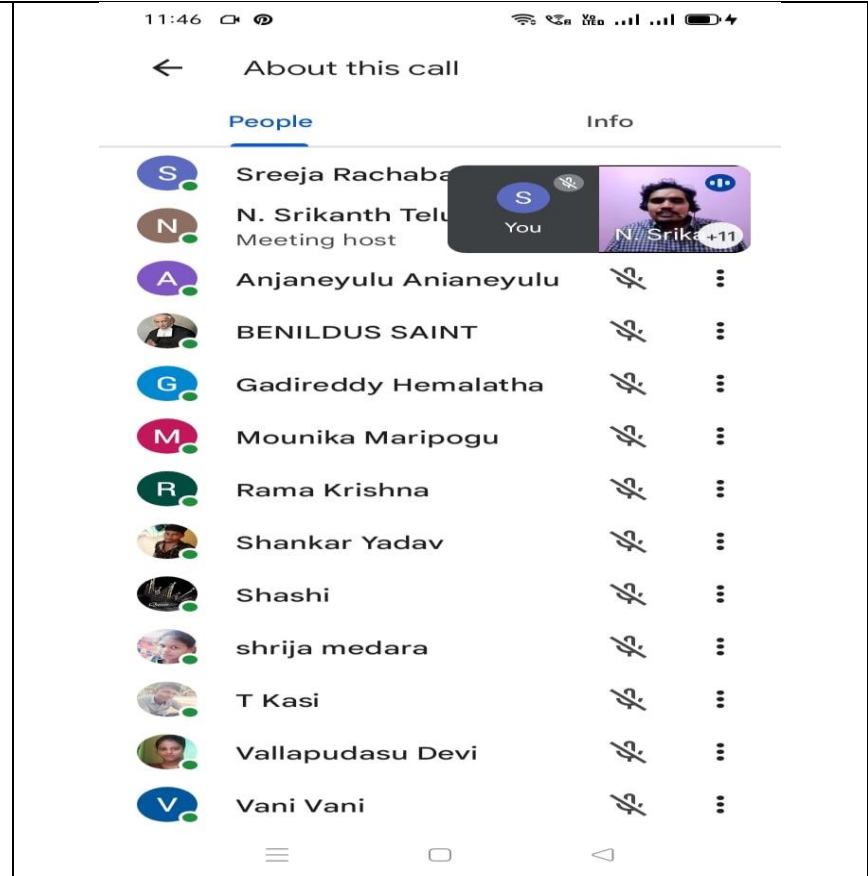 11:46
About this call
People Info
Sreeja Rachaba
N. Srikanth Telu
Meeting host
S
You
N. Srika
+11
Anjaneyulu Anianeyulu
BENILDUS SAINT
Gadireddy Hemalatha
Mounika Maripogu
Rama Krishna
Shankar Yadav
Shashi
shrija medara
T Kasi
Vallapudasu Devi
Vani Vani
S
N
A
G
M
R
V